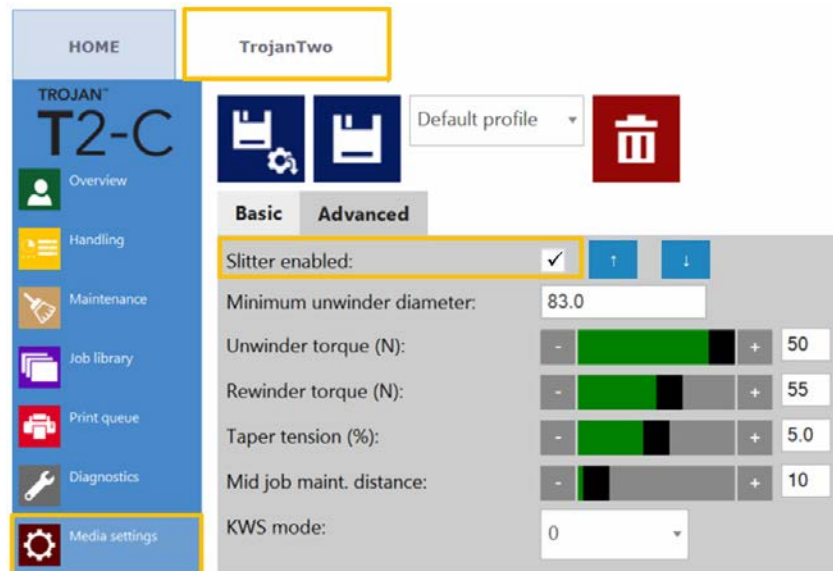 HOME
TrojanTwo
TROJAN™
T2-C
Overview
Handling
Maintenance
Job library
Print queue
Diagnostics
Media settings
Default profile
Basic Advanced
Slitter enabled: ✓ ↑ ↓
Minimum unwinder diameter: 83.0
Unwinder torque (N): - + 50
Rewinder torque (N): - + 55
Taper tension (%): - + 5.0
Mid job maint. distance: - + 10
KWS mode: 0